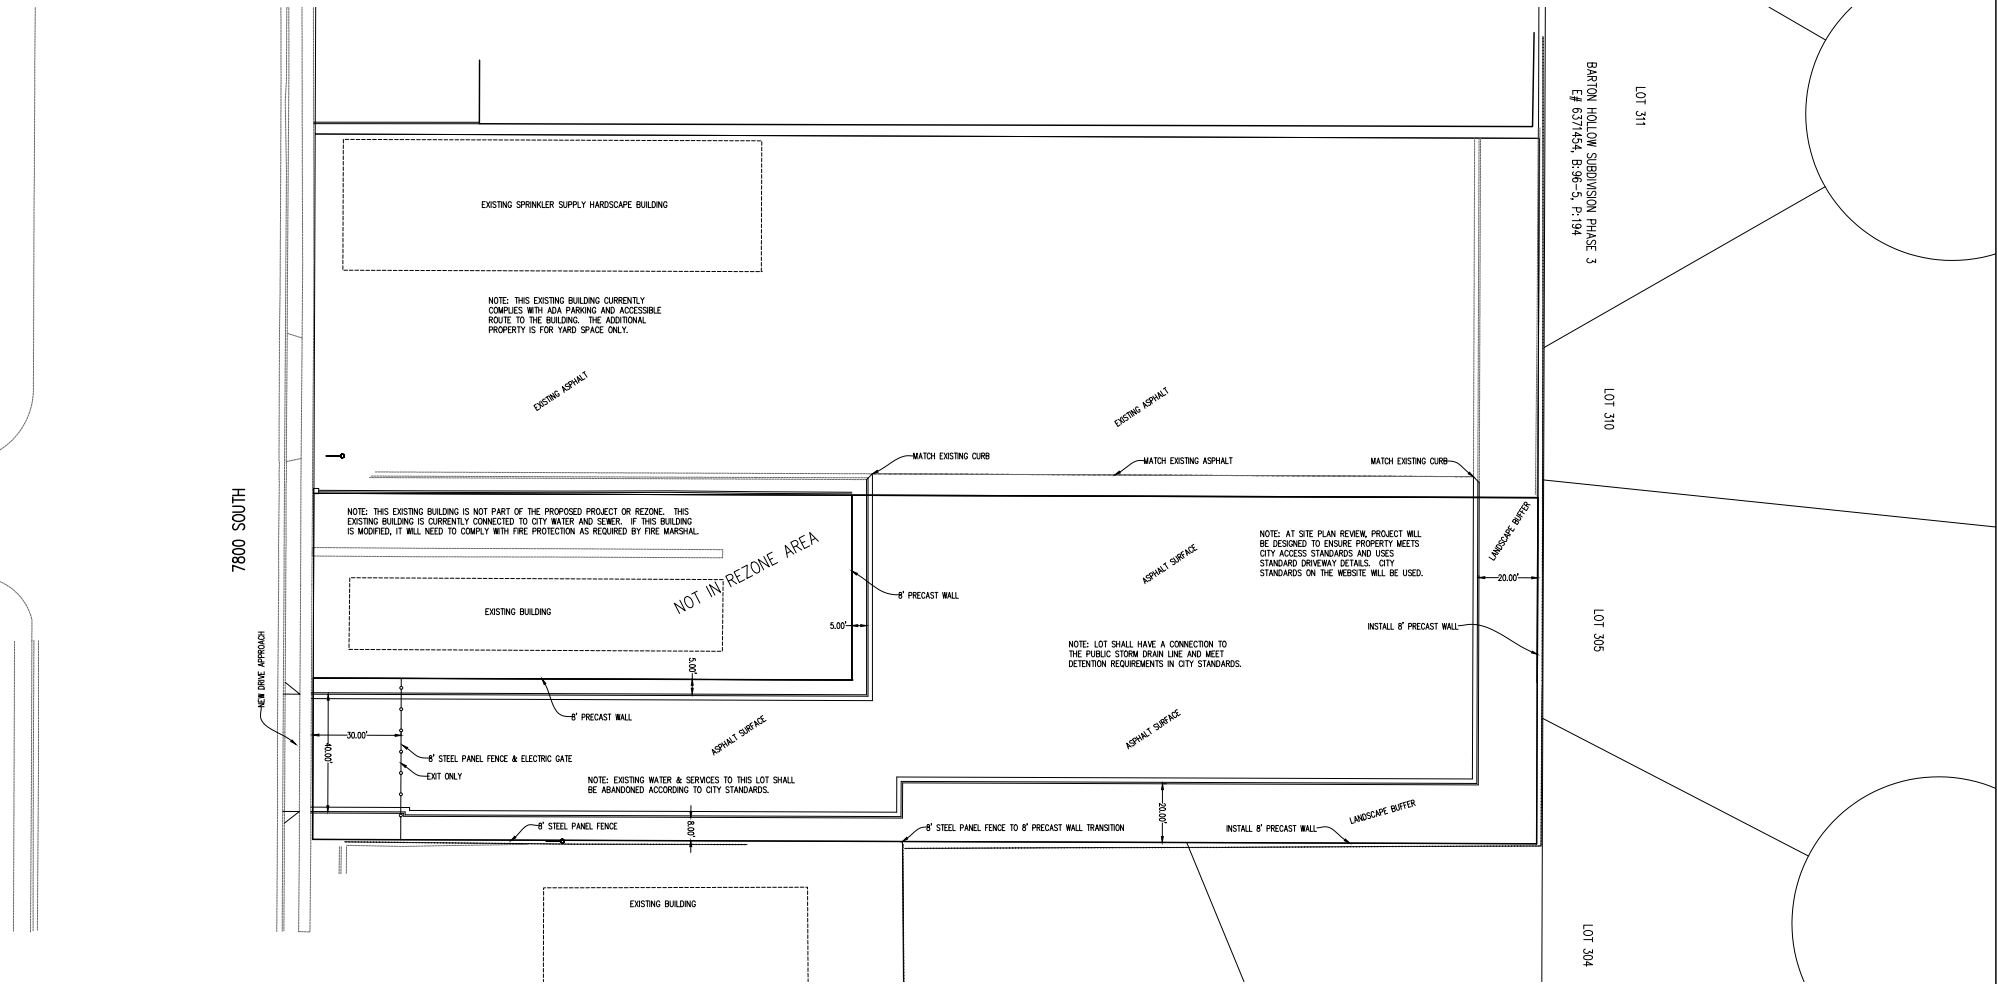 BARTON HOLLOW SUBDIVISION PHASE 3
E# 6371454, B:96-5, P:194
LOT 311
EXISTING SPRINKLER SUPPLY HARDSCAPE BUILDING
NOTE: THIS EXISTING BUILDING CURRENTLY
COMPLIES WITH ADA PARKING AND ACCESSIBLE
ROUTE TO THE BUILDING. THE ADDITIONAL
PROPERTY IS FOR YARD SPACE ONLY.
EXISTING ASPHALT
EXISTING ASPHALT
LOT 310
MATCH EXISTING CURB
MATCH EXISTING ASPHALT
MATCH EXISTING CURB
7800 SOUTH
NOTE: THIS EXISTING BUILDING IS NOT PART OF THE PROPOSED PROJECT OR REZONE. THIS
EXISTING BUILDING IS CURRENTLY CONNECTED TO CITY WATER AND SEWER. IF THIS BUILDING
IS MODIFIED, IT WILL NEED TO COMPLY WITH FIRE PROTECTION AS REQUIRED BY FIRE MARSHAL.
NOT IN REZONE AREA
ASPHALT SURFACE
NOTE: AT SITE PLAN REVIEW, PROJECT WILL
BE DESIGNED TO ENSURE PROPERTY MEETS
CITY ACCESS STANDARDS AND USES
STANDARD DRIVEWAY DETAILS. CITY
STANDARDS ON THE WEBSITE WILL BE USED.
LANDSCAPE BUFFER
20.00'
8' PRECAST WALL
EXISTING BUILDING
5.00'
INSTALL 8' PRECAST WALL
LOT 305
NOTE: LOT SHALL HAVE A CONNECTION TO
THE PUBLIC STORM DRAIN LINE AND MEET
DETENTION REQUIREMENTS IN CITY STANDARDS.
5.00'
NEW DRIVE APPROACH
8' PRECAST WALL
30.00'
40.00'
ASPHALT SURFACE
ASPHALT SURFACE
8' STEEL PANEL FENCE & ELECTRIC GATE
EXIT ONLY
NOTE: EXISTING WATER & SERVICES TO THIS LOT SHALL
BE ABANDONED ACCORDING TO CITY STANDARDS.
8' STEEL PANEL FENCE
8.00'
8' STEEL PANEL FENCE TO 8' PRECAST WALL TRANSITION
20.00'
INSTALL 8' PRECAST WALL
LANDSCAPE BUFFER
EXISTING BUILDING
LOT 304